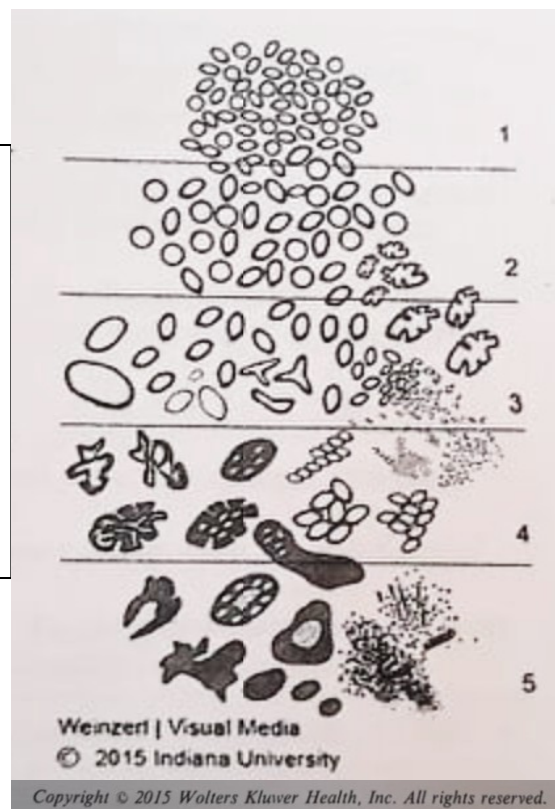 1
2
3
4
5
Weinzerl | Visual Media
© 2015 Indiana University
Copyright © 2015 Wolters Kluwer Health, Inc. All rights reserved.